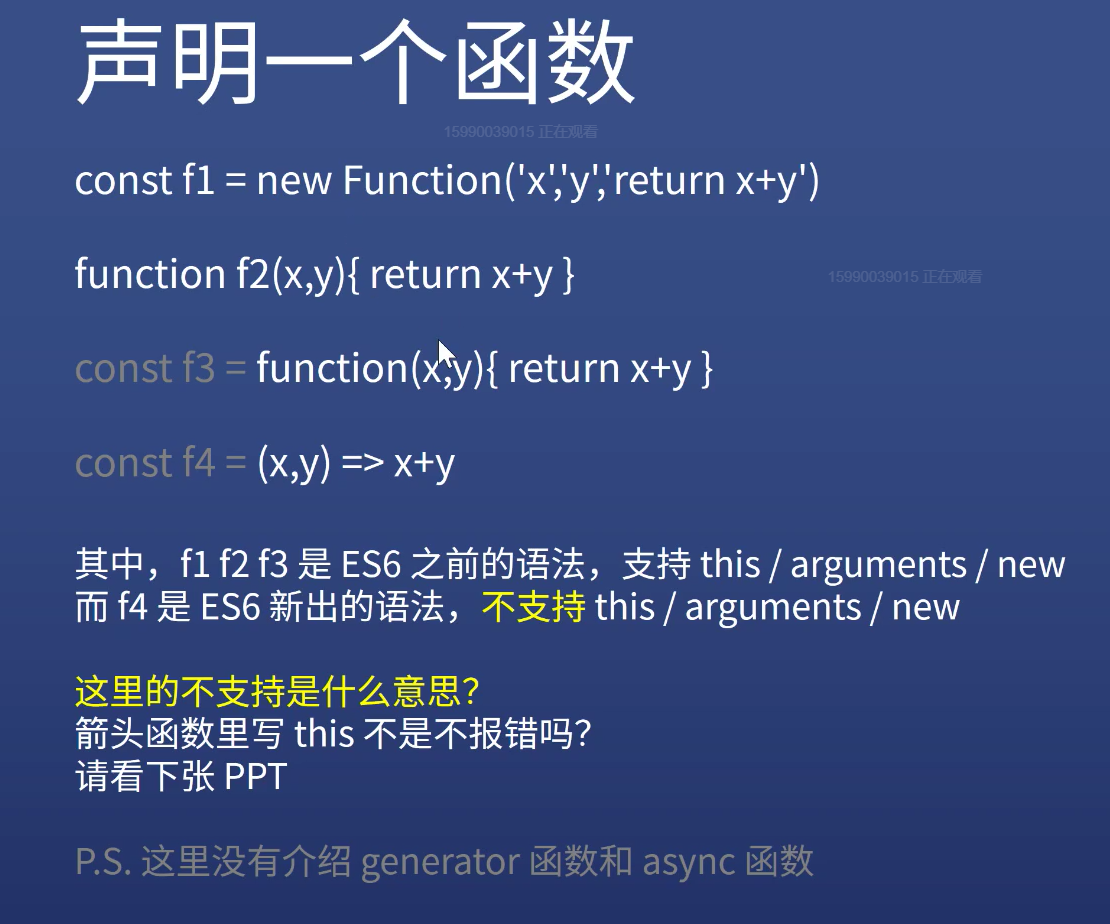 声明一个函数
15990039015 正在观看
const f1 = new Function('x','y','return x+y')
function f2(x,y){ return x+y }
15990039015 正在观看
const f3 = function(x,y){ return x+y }
const f4 = (x,y) => x+y
其中，f1 f2 f3 是 ES6 之前的语法，支持 this / arguments / new
而 f4 是 ES6 新出的语法，不支持 this / arguments / new
这里的不支持是什么意思？
箭头函数里写 this 不是不报错吗？
请看下张 PPT
P.S. 这里没有介绍 generator 函数和 async 函数